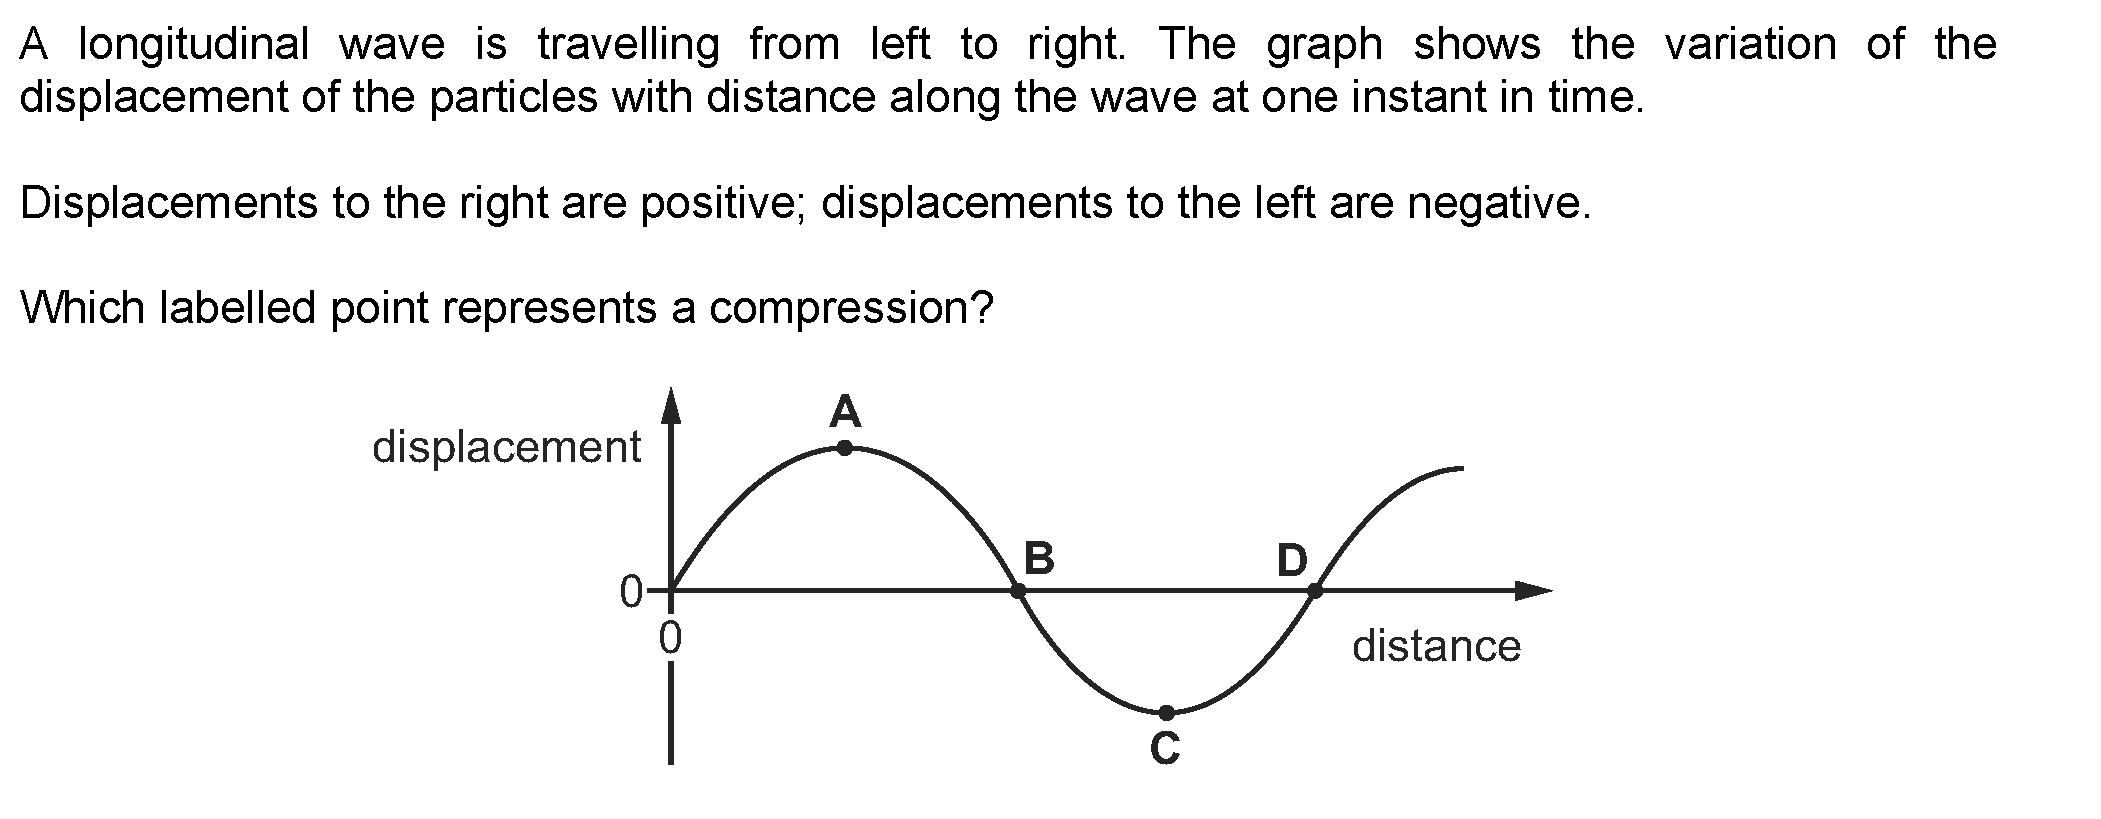 A longitudinal wave is travelling from left to right. The graph shows the variation of the
displacement of the particles with distance along the wave at one instant in time.
Displacements to the right are positive; displacements to the left are negative.
Which labelled point represents a compression?
A
displacement
B
D
0
0
distance
C